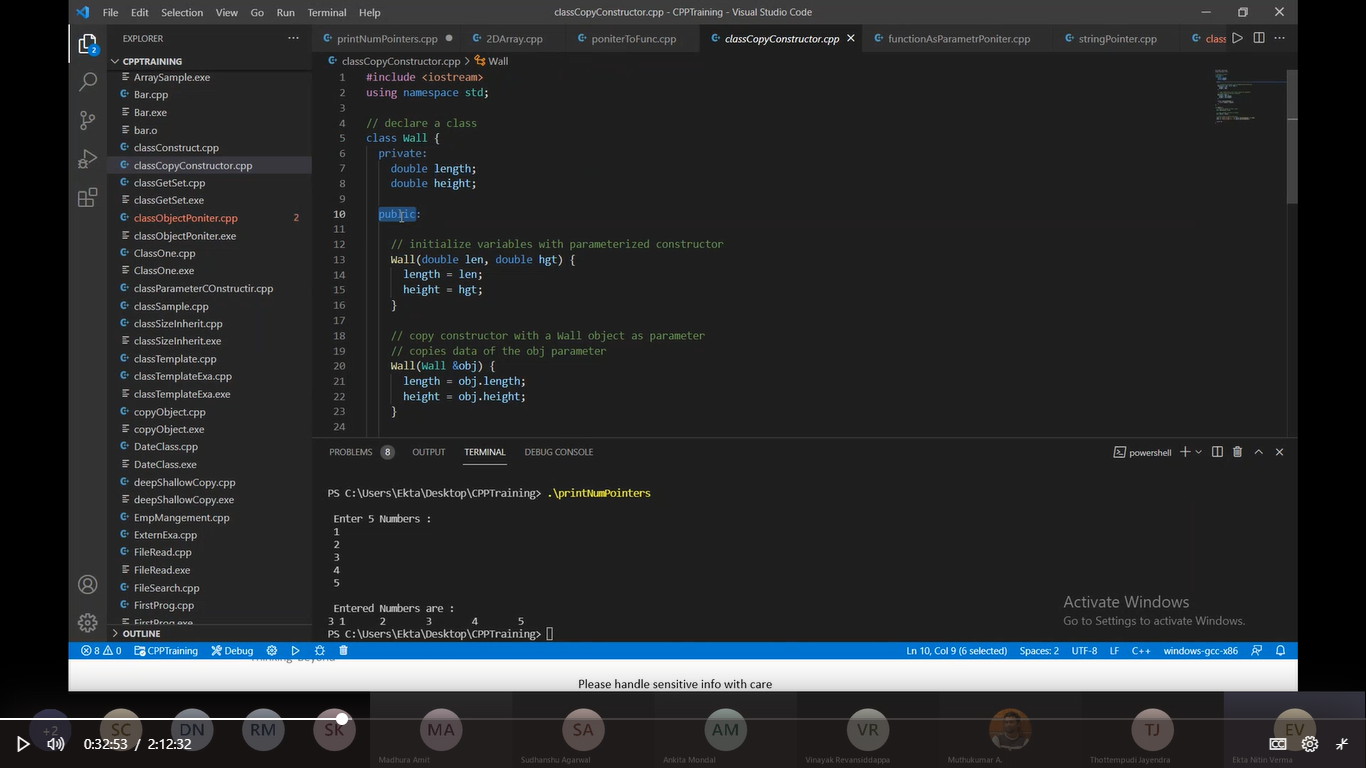 File Edit Selection View Go Run Terminal Help
classCopyConstructor.cpp - CPPTraining - Visual Studio Code
2
EXPLORER
CPPTRAINING
ArraySample.exe
Bar.cpp
Bar.exe
bar.o
classConstruct.cpp
classCopyConstructor.cpp
classGetSet.cpp
classGetSet.exe
classObjectPoniter.cpp 2
classObjectPoniter.exe
ClassOne.cpp
ClassOne.exe
classParameterCOnstructir.cpp
classSample.cpp
classSizeInherit.cpp
classSizeInherit.exe
classTemplate.cpp
classTemplateExa.cpp
classTemplateExa.exe
copyObject.cpp
copyObject.exe
DateClass.cpp
DateClass.exe
deepShallowCopy.cpp
deepShallowCopy.exe
EmpMangement.cpp
ExternExa.cpp
FileRead.cpp
FileRead.exe
FileSearch.cpp
FirstProg.cpp
FirstProg.exe
OUTLINE
printNumPointers.cpp 2DArray.cpp poniterToFunc.cpp classCopyConstructor.cpp functionAsParametrPoniter.cpp stringPointer.cpp class
classCopyConstructor.cpp > Wall
1 #include <iostream>
2 using namespace std;
3
4 // declare a class
5 class Wall {
6 private:
7 double length;
8 double height;
9
10 public:
11
12 // initialize variables with parameterized constructor
13 Wall(double len, double hgt) {
14 length = len;
15 height = hgt;
16 }
17
18 // copy constructor with a Wall object as parameter
19 // copies data of the obj parameter
20 Wall(Wall &obj) {
21 length = obj.length;
22 height = obj.height;
23 }
24
PROBLEMS 8 OUTPUT TERMINAL DEBUG CONSOLE
powershell
PS C:\Users\Ekta\Desktop\CPPTraining> .\printNumPointers
Enter 5 Numbers :
1
2
3
4
5
Entered Numbers are :
3 1 2 3 4 5
PS C:\Users\Ekta\Desktop\CPPTraining>
Activate Windows
Go to Settings to activate Windows.
8 0 CPPTraining Debug
Ln 10, Col 9 (6 selected) Spaces: 2 UTF-8 LF C++ windows-gcc-x86
Please handle sensitive info with care
+2 SC DN RM SK MA SA AM VR TJ EV
0:32:53 / 2:12:32
CC
Madhura Amit Sudhanshu Agarwal Ankita Mondal Vinayak Revansiddappa Muthukumar A. Thottempudi Jayendra Ekta Nitin Verma